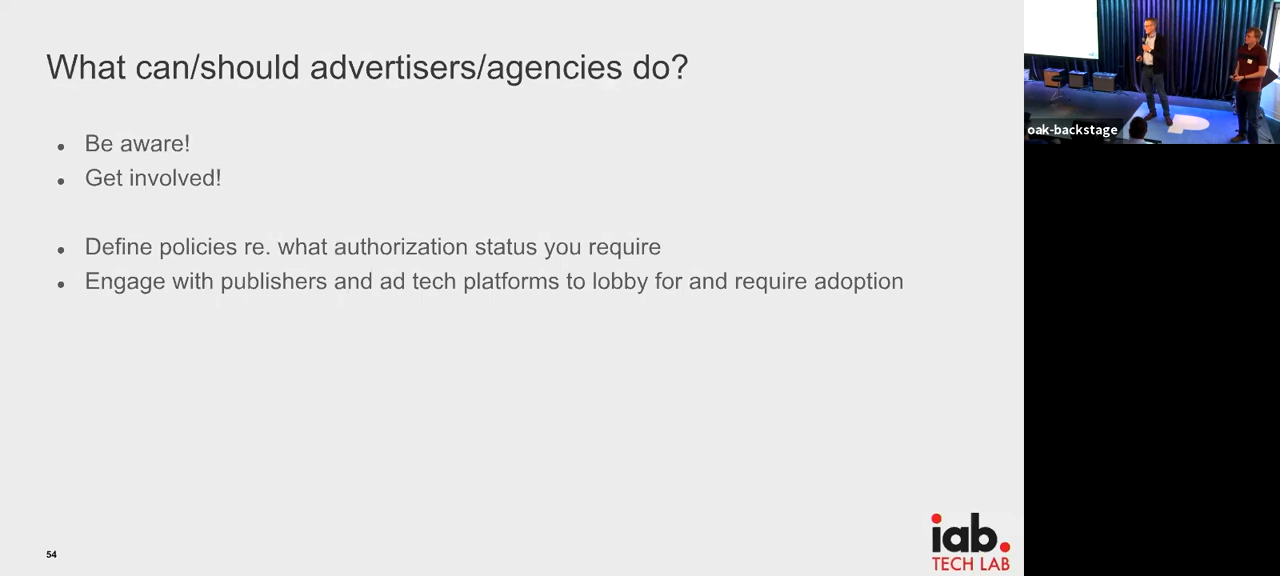 What can/should advertisers/agencies do?
Be aware!
Get involved!
Define policies re. what authorization status you require
Engage with publishers and ad tech platforms to lobby for and require adoption
54
iab.
TECH LAB
oak-backstage